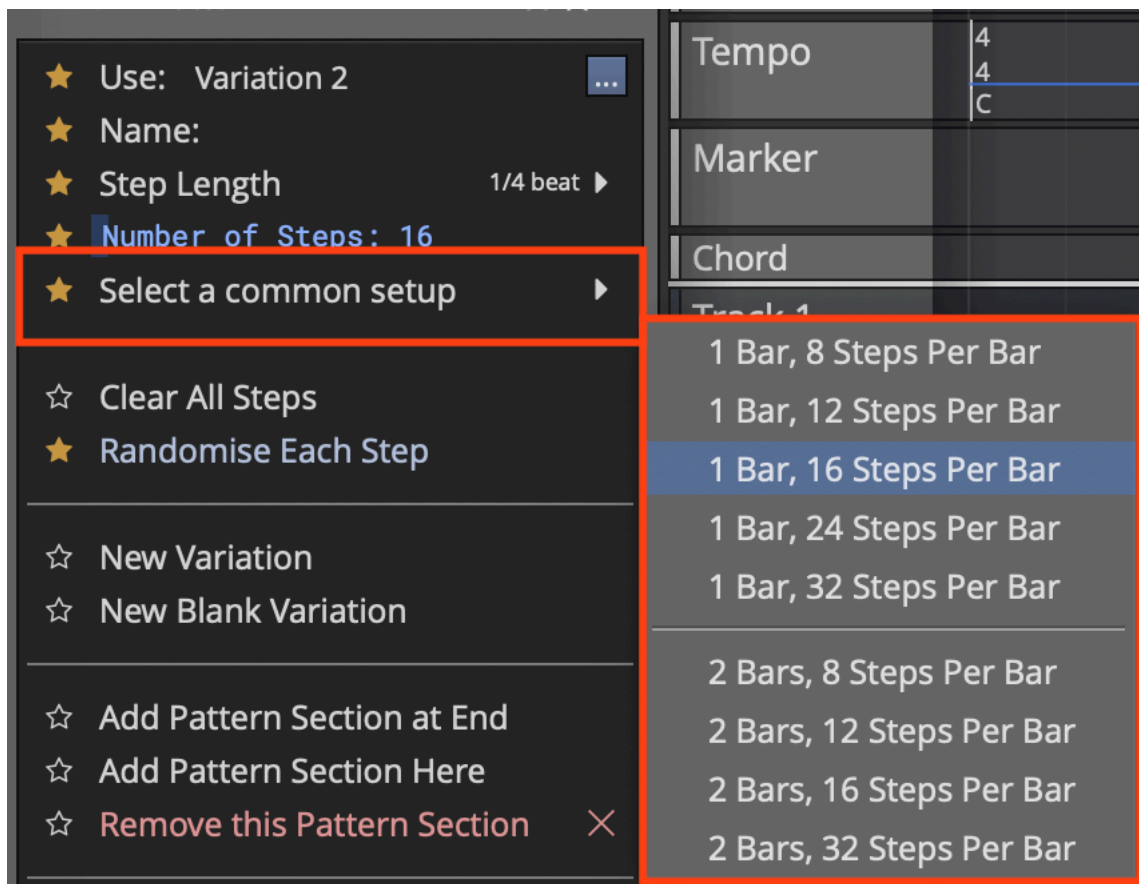 Use: Variation 2 ...
Name:
Step Length 1/4 beat
Number of Steps: 16
Select a common setup
Clear All Steps
Randomise Each Step
New Variation
New Blank Variation
Add Pattern Section at End
Add Pattern Section Here
Remove this Pattern Section
Tempo
4
4
C
Marker
Chord
Track 1
1 Bar, 8 Steps Per Bar
1 Bar, 12 Steps Per Bar
1 Bar, 16 Steps Per Bar
1 Bar, 24 Steps Per Bar
1 Bar, 32 Steps Per Bar
2 Bars, 8 Steps Per Bar
2 Bars, 12 Steps Per Bar
2 Bars, 16 Steps Per Bar
2 Bars, 32 Steps Per Bar